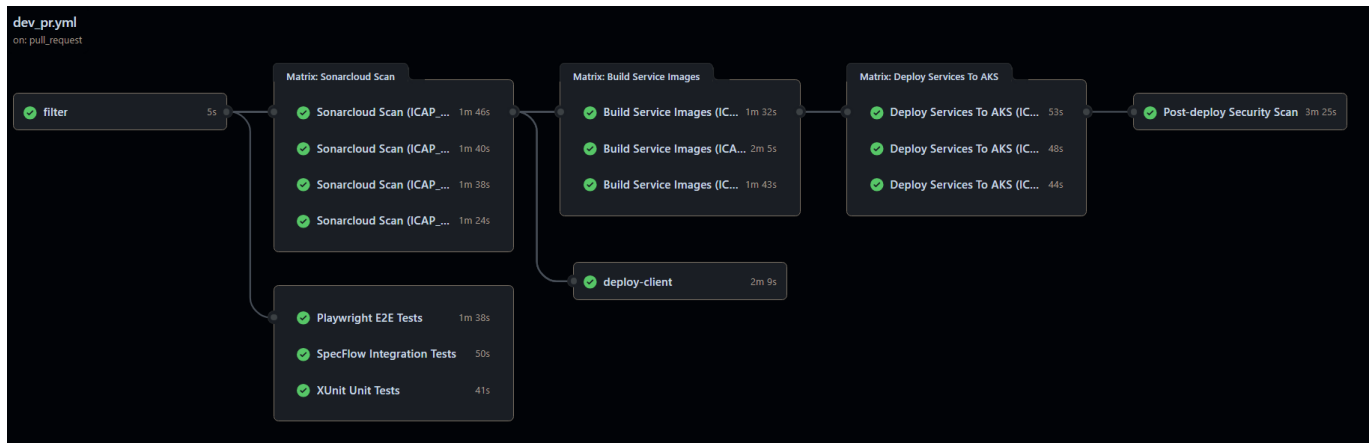 dev_pr.yml
on: pull_request
filter 5s
Matrix: Sonarcloud Scan
Sonarcloud Scan (ICAP_... 1m 46s
Sonarcloud Scan (ICAP_... 1m 40s
Sonarcloud Scan (ICAP_... 1m 38s
Sonarcloud Scan (ICAP_... 1m 24s
Playwright E2E Tests 1m 38s
SpecFlow Integration Tests 50s
XUnit Unit Tests 41s
Matrix: Build Service Images
Build Service Images (IC... 1m 32s
Build Service Images (ICA... 2m 5s
Build Service Images (IC... 1m 43s
deploy-client 2m 9s
Matrix: Deploy Services To AKS
Deploy Services To AKS (IC... 53s
Deploy Services To AKS (IC... 48s
Deploy Services To AKS (IC... 44s
Post-deploy Security Scan 3m 25s